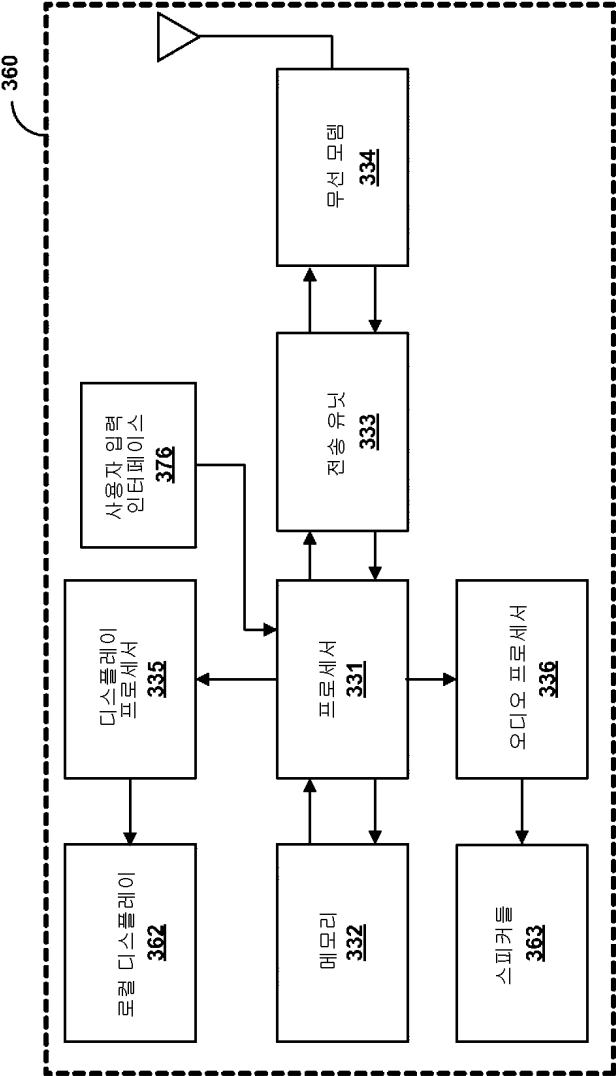 360
로컬 디스플레이
362
디스플레이
프로세서
335
사용자 입력
인터페이스
376
메모리
332
프로세서
331
전송 유닛
333
무선 모뎀
334
스피커들
363
오디오 프로세서
336